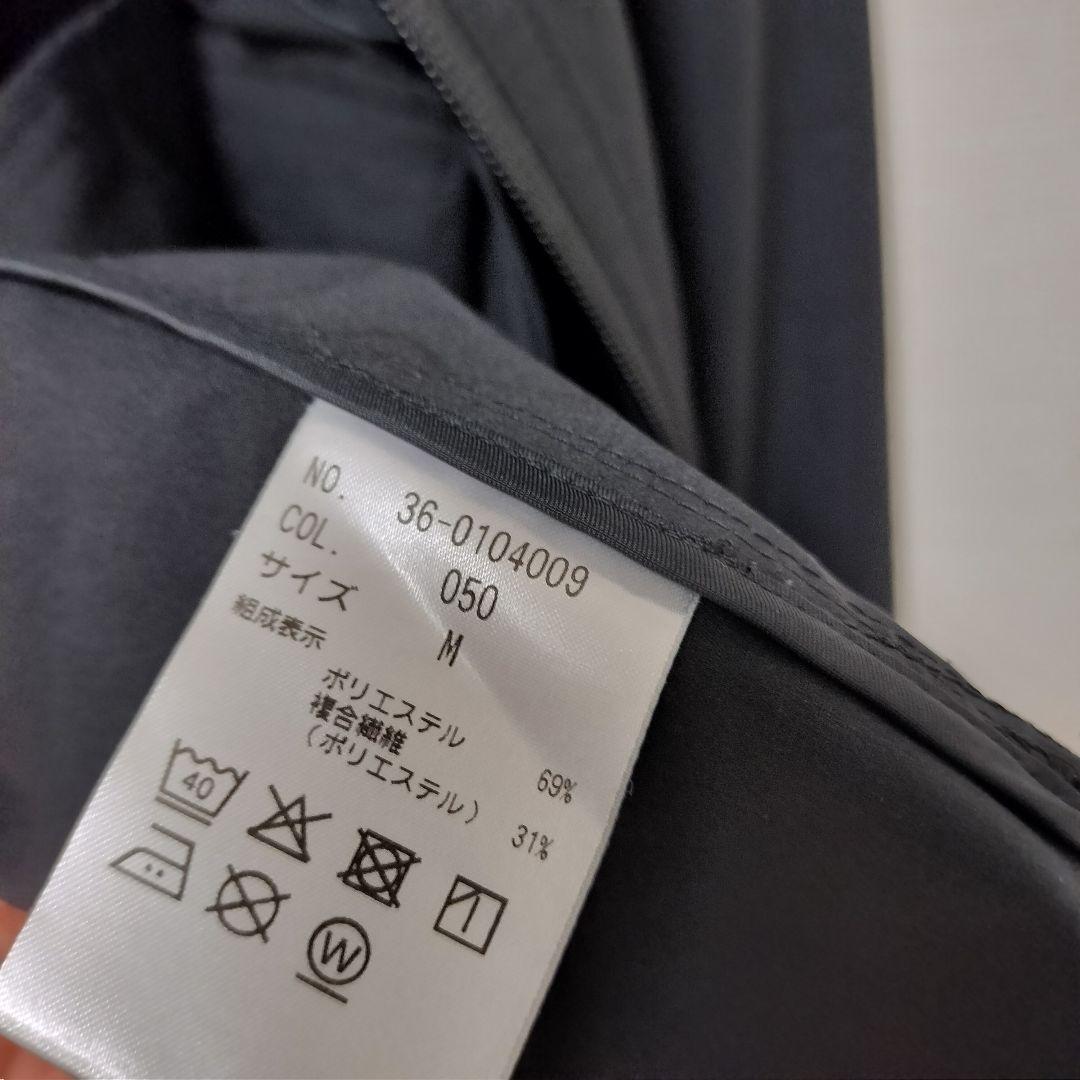 NO. 36-0104009
COL. 050
サイズ M
組成表示
ポリエステル 69%
複合繊維
(ポリエステル) 31%
40
W